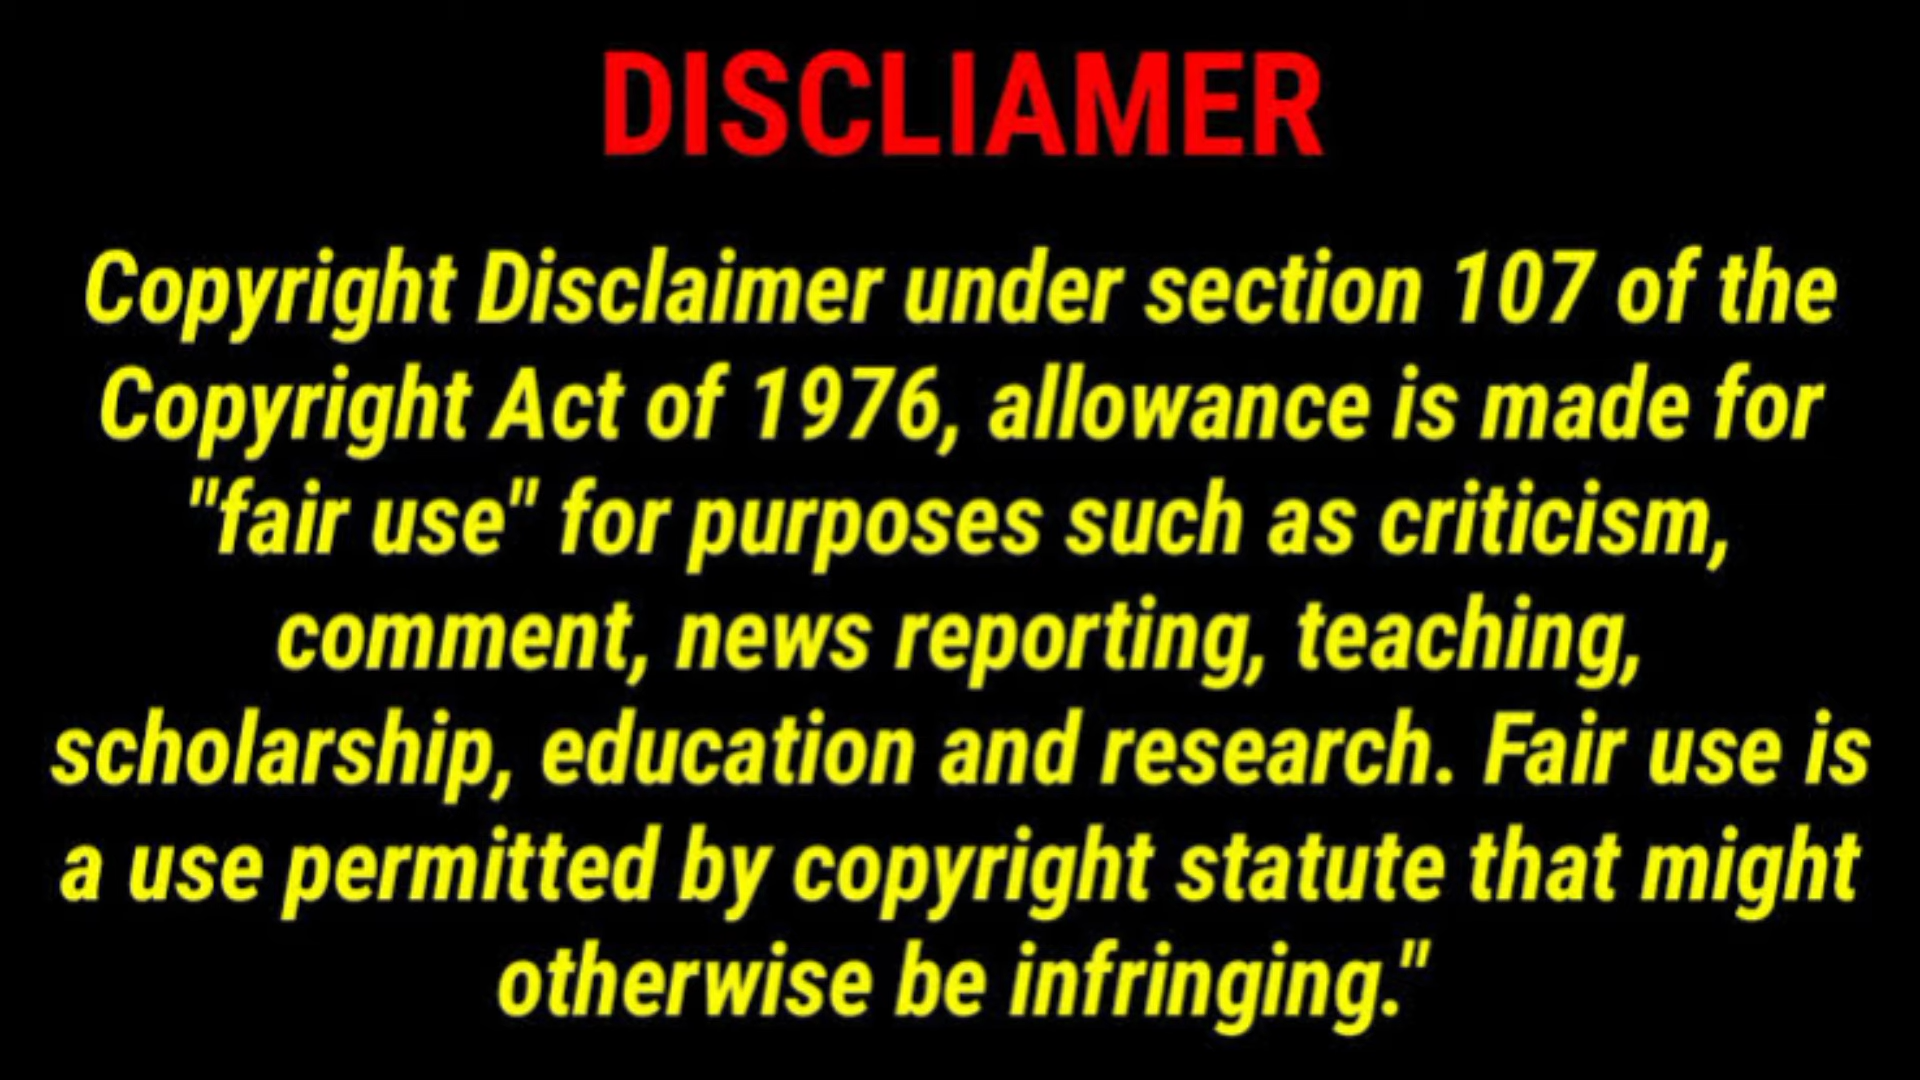 DISCLIAMER
Copyright Disclaimer under section 107 of the
Copyright Act of 1976, allowance is made for
"fair use" for purposes such as criticism,
comment, news reporting, teaching,
scholarship, education and research. Fair use is
a use permitted by copyright statute that might
otherwise be infringing."